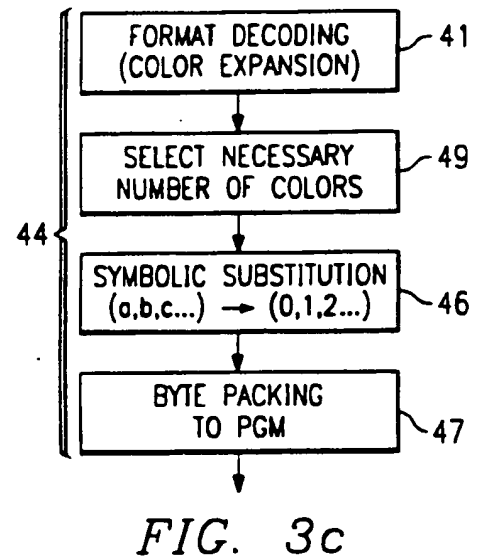 FORMAT DECODING
(COLOR EXPANSION)
41
SELECT NECESSARY
NUMBER OF COLORS
49
44
SYMBOLIC SUBSTITUTION
(a,b,c...) → (0,1,2...)
46
BYTE PACKING
TO PGM
47
FIG. 3c